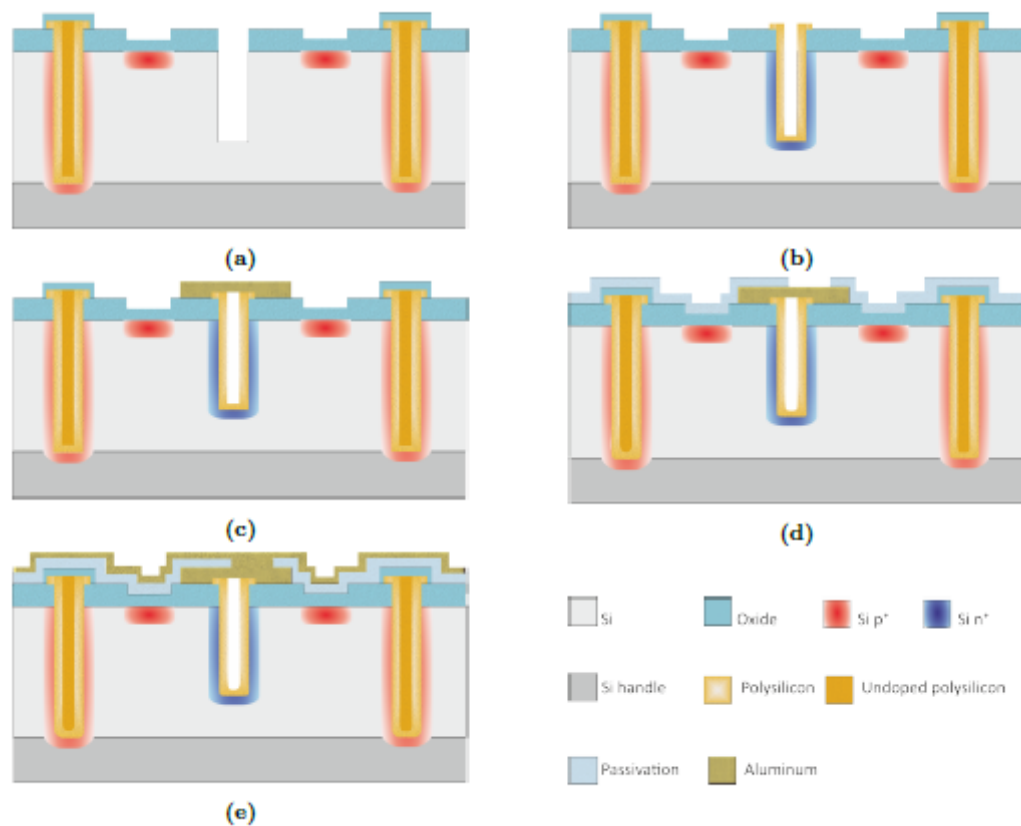 (a)
(b)
(c)
(d)
(e)
Si
Oxide
Si p⁺
Si n⁺
Si handle
Polysilicon
Undoped polysilicon
Passivation
Aluminum